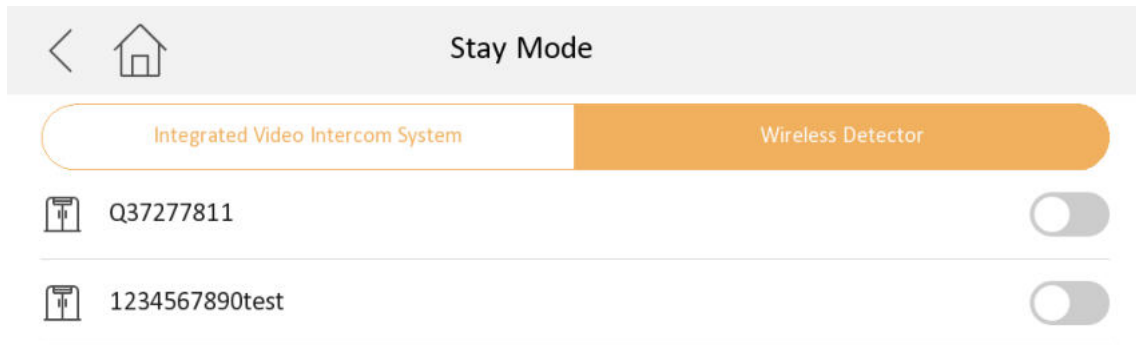 Stay Mode
Integrated Video Intercom System
Wireless Detector
Q37277811
1234567890test